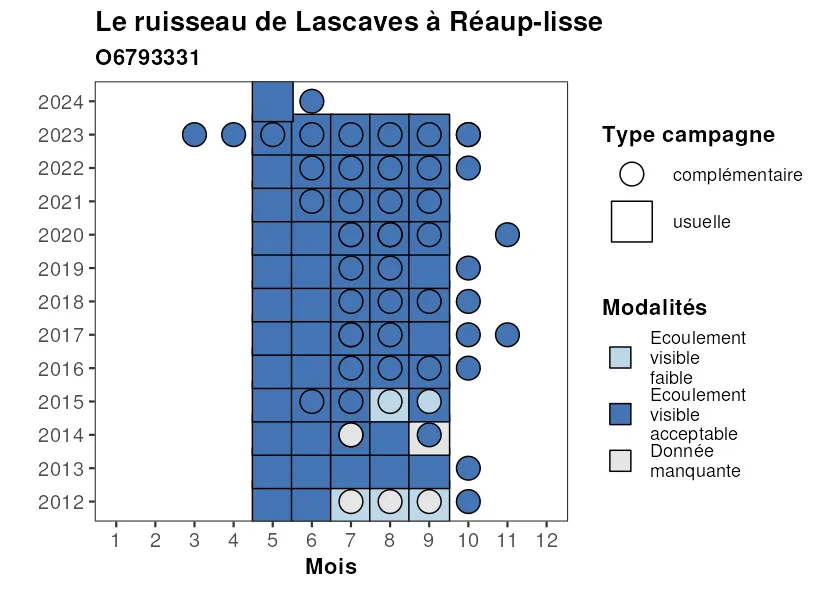 Le ruisseau de Lascaves à Réaup-lisse
O6793331
2024
2023
2022
2021
2020
2019
2018
2017
2016
2015
2014
2013
2012
1 2 3 4 5 6 7 8 9 10 11 12
Mois
Type campagne
complémentaire
usuelle
Modalités
Ecoulement
visible
faible
Ecoulement
visible
acceptable
Donnée
manquante